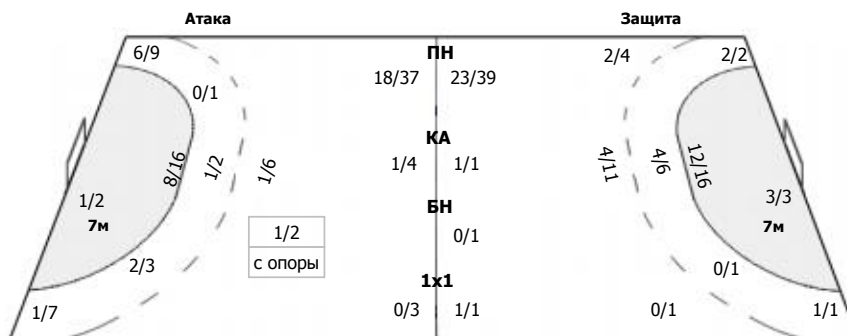 Атака Защита
6/9 ПН 2/4 2/2
18/37 23/39
0/1
КА
8/16 1/2 1/6 1/4 1/1 4/11 4/6 12/16
1/2 3/3
7м БН 7м
1/2 0/1
с опоры
2/3 0/1
1x1
1/7 0/3 1/1 0/1 1/1